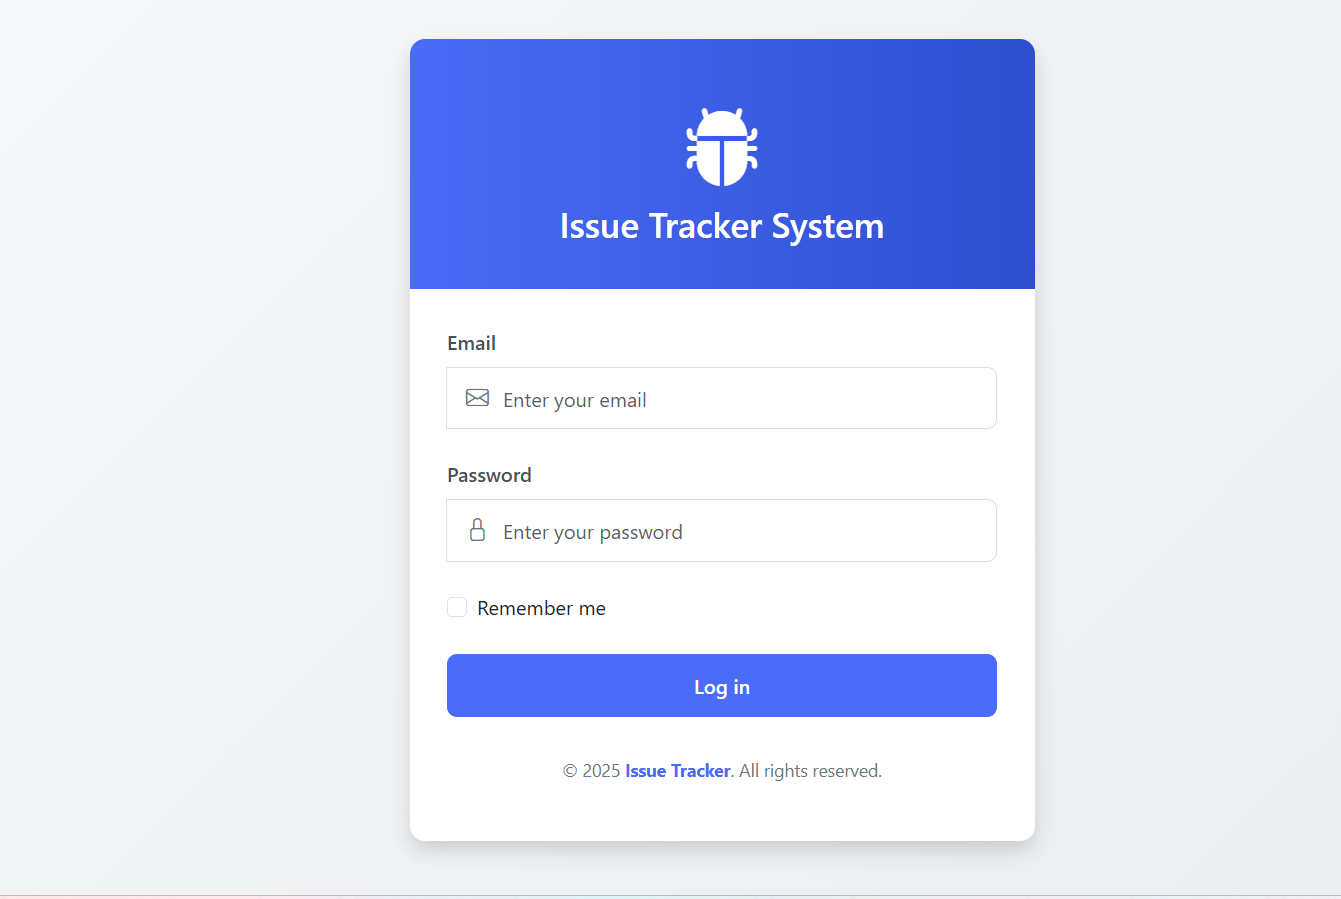 Issue Tracker System
Email
Enter your email
Password
Enter your password
Remember me
Log in
© 2025 Issue Tracker. All rights reserved.